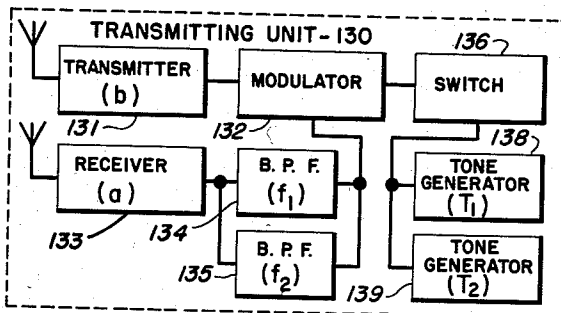 TRANSMITTING UNIT-130
136
TRANSMITTER
(b)
MODULATOR
SWITCH
131
132
138
RECEIVER
(a)
B. P. F.
(f1)
TONE
GENERATOR
(T1)
133
134
B. P. F.
(f2)
TONE
GENERATOR
(T2)
135
139